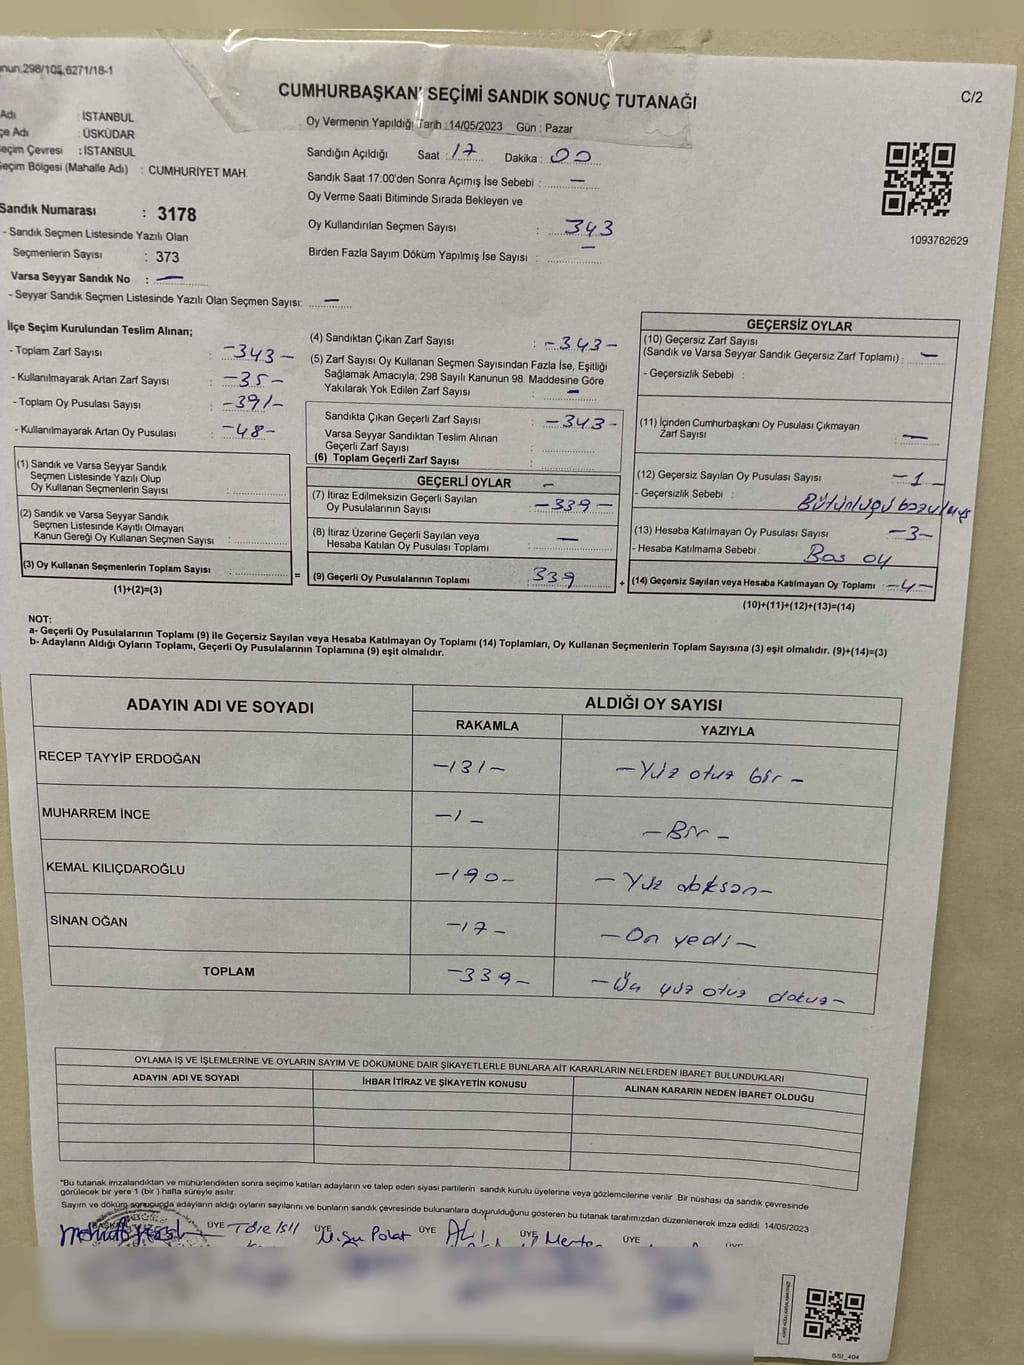 nun,298/105,6271/18-1
C/2
CUMHURBAŞKANI SEÇİMİ SANDIK SONUÇ TUTANAĞI
Oy Vermenin Yapıldığı Tarih :14/05/2023 Gün : Pazar
Adı : İSTANBUL
çe Adı : ÜSKÜDAR
eçim Çevresi : İSTANBUL
eçim Bölgesi (Mahalle Adı) : CUMHURİYET MAH.
Sandık Numarası : 3178
- Sandık Seçmen Listesinde Yazılı Olan
Seçmenlerin Sayısı : 373
Varsa Seyyar Sandık No : —
- Seyyar Sandık Seçmen Listesinde Yazılı Olan Seçmen Sayısı: —
Sandığın Açıldığı Saat : 17 Dakika : 00
Sandık Saat 17:00'den Sonra Açımış İse Sebebi : —
Oy Verme Saati Bitiminde Sırada Bekleyen ve
Oy Kullandırılan Seçmen Sayısı : 343
Birden Fazla Sayım Döküm Yapılmış İse Sayısı : —
1093782629
İlçe Seçim Kurulundan Teslim Alınan;
- Toplam Zarf Sayısı : -343-
- Kullanılmayarak Artan Zarf Sayısı : -35-
- Toplam Oy Pusulası Sayısı : -391-
- Kullanılmayarak Artan Oy Pusulası : -48-
(1) Sandık ve Varsa Seyyar Sandık
Seçmen Listesinde Yazılı Olup
Oy Kullanan Seçmenlerin Sayısı :
(2) Sandık ve Varsa Seyyar Sandık
Seçmen Listesinde Kayıtlı Olmayan
Kanun Gereği Oy Kullanan Seçmen Sayısı :
(3) Oy Kullanan Seçmenlerin Toplam Sayısı :
(1)+(2)=(3)
(4) Sandıktan Çıkan Zarf Sayısı : -343-
(5) Zarf Sayısı Oy Kullanan Seçmen Sayısından Fazla İse, Eşitliği
Sağlamak Amacıyla; 298 Sayılı Kanunun 98. Maddesine Göre
Yakılarak Yok Edilen Zarf Sayısı : —
Sandıkta Çıkan Geçerli Zarf Sayısı : -343-
Varsa Seyyar Sandıktan Teslim Alınan
Geçerli Zarf Sayısı :
(6) Toplam Geçerli Zarf Sayısı :
GEÇERLİ OYLAR
(7) İtiraz Edilmeksizin Geçerli Sayılan
Oy Pusulalarının Sayısı : -339-
(8) İtiraz Üzerine Geçerli Sayılan veya
Hesaba Katılan Oy Pusulası Toplamı : —
= (9) Geçerli Oy Pusulalarının Toplamı : 339 +
GEÇERSİZ OYLAR
(10) Geçersiz Zarf Sayısı
(Sandık ve Varsa Seyyar Sandık Geçersiz Zarf Toplamı) : —
- Geçersizlik Sebebi :
(11) İçinden Cumhurbaşkanı Oy Pusulası Çıkmayan
Zarf Sayısı : —
(12) Geçersiz Sayılan Oy Pusulası Sayısı : -1-
- Geçersizlik Sebebi : Bütünlüğü bozulmuş
(13) Hesaba Katılmayan Oy Pusulası Sayısı : -3-
- Hesaba Katılmama Sebebi : Bos oy
(14) Geçersiz Sayılan veya Hesaba Katılmayan Oy Toplamı : -4-
(10)+(11)+(12)+(13)=(14)
NOT:
a- Geçerli Oy Pusulalarının Toplamı (9) ile Geçersiz Sayılan veya Hesaba Katılmayan Oy Toplamı (14) Toplamları, Oy Kullanan Seçmenlerin Toplam Sayısına (3) eşit olmalıdır. (9)+(14)=(3)
b- Adayların Aldığı Oyların Toplamı, Geçerli Oy Pusulalarının Toplamına (9) eşit olmalıdır.
ADAYIN ADI VE SOYADI ALDIĞI OY SAYISI
RAKAMLA YAZIYLA
RECEP TAYYİP ERDOĞAN -131- -Yüz otuz bir-
MUHARREM İNCE -1- -Bir-
KEMAL KILIÇDAROĞLU -190- -Yüz doksan-
SİNAN OĞAN -17- -On yedi-
TOPLAM -339- -Üç yüz otuz dokuz-
OYLAMA İŞ VE İŞLEMLERİNE VE OYLARIN SAYIM VE DÖKÜMÜNE DAİR ŞİKAYETLERLE BUNLARA AİT KARARLARIN NELERDEN İBARET BULUNDUKLARI
ADAYIN ADI VE SOYADI İHBAR İTİRAZ VE ŞİKAYETİN KONUSU ALINAN KARARIN NEDEN İBARET OLDUĞU
*Bu tutanak imzalandıktan ve mühürlendikten sonra seçime katılan adayların ve talep eden siyasi partilerin sandık kurulu üyelerine veya gözlemcilerine verilir. Bir nüshası da sandık çevresinde
görülecek bir yere 1 (bir ) hafta süreyle asılır.
Sayım ve döküm sonucunda adayların aldığı oyların sayılarını ve bunların sandık çevresinde bulunanlara duyurulduğunu gösteren bu tutanak tarafımızdan düzenlenerek imza edildi. 14/05/2023
BAŞKAN ÜYE ÜYE Polat ÜYE ÜYE ÜYE
SSI_404